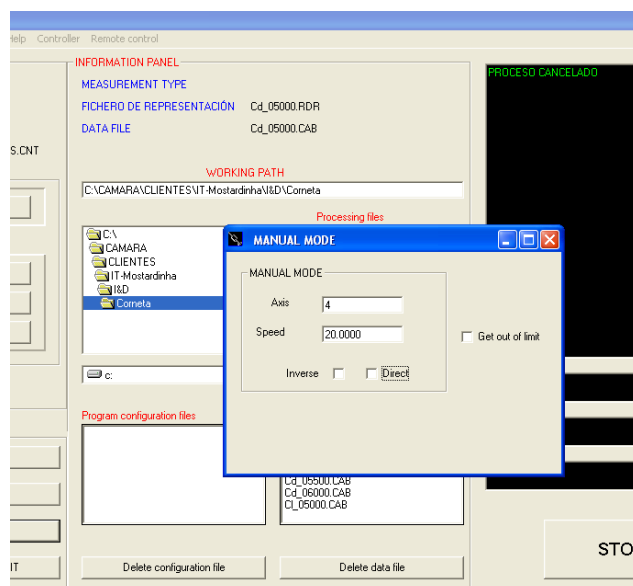 Help Controller Remote control
INFORMATION PANEL
MEASUREMENT TYPE
FICHERO DE REPRESENTACIÓN Cd_05000.RDR
DATA FILE Cd_05000.CAB
S.CNT
WORKING PATH
C:\CAMARA\CLIENTES\IT-Mostardinha\I&D\Corneta
Processing files
C:\
CAMARA
CLIENTES
IT-Mostardinha
I&D
Corneta
c:
Program configuration files
Cd_05500.CAB
Cd_06000.CAB
Cl_05000.CAB
Delete configuration file
Delete data file
IT
PROCESO CANCELADO
STO
MANUAL MODE
MANUAL MODE
Axis 4
Speed 20.0000
Inverse Direct
Get out of limit